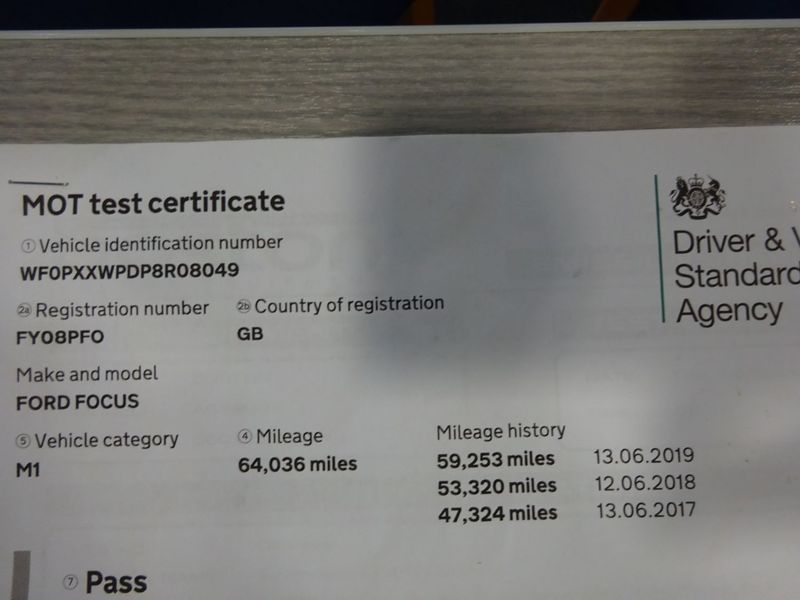 MOT test certificate
① Vehicle identification number
WF0PXXWPDP8R08049
2a Registration number 2b Country of registration
FY08PFO GB
Make and model
FORD FOCUS
⑤ Vehicle category ④ Mileage Mileage history
M1 64,036 miles 59,253 miles 13.06.2019
53,320 miles 12.06.2018
47,324 miles 13.06.2017
⑦ Pass
Driver &
Standard
Agency